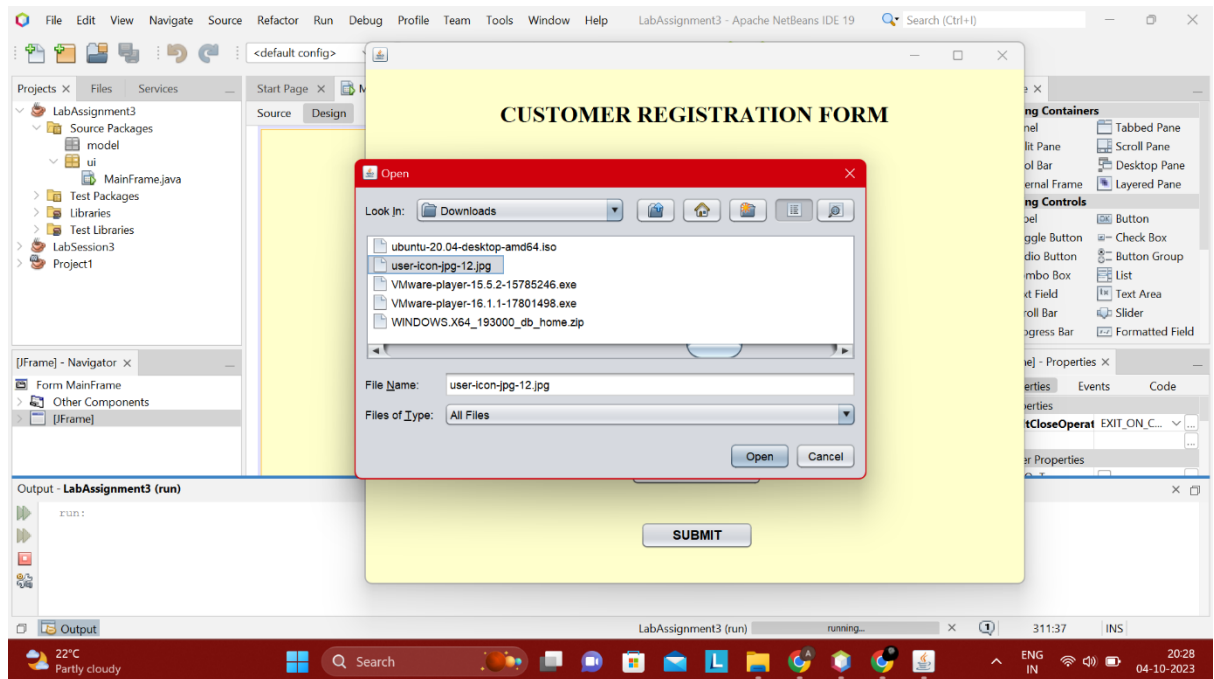 File Edit View Navigate Source Refactor Run Debug Profile Team Tools Window Help LabAssignment3 - Apache NetBeans IDE 19 Search (Ctrl+I)
<default config>
Projects Files Services
Start Page
LabAssignment3
Source Packages
model
ui
MainFrame.java
Test Packages
Libraries
Test Libraries
LabSession3
Project1
Source Design
[JFrame] - Navigator
Form MainFrame
Other Components
[JFrame]
CUSTOMER REGISTRATION FORM
Open
Look In: Downloads
ubuntu-20.04-desktop-amd64.iso
user-icon-jpg-12.jpg
VMware-player-15.5.2-15785246.exe
VMware-player-16.1.1-17801498.exe
WINDOWS.X64_193000_db_home.zip
File Name: user-icon-jpg-12.jpg
Files of Type: All Files
Open Cancel
SUBMIT
ng Containers
nel Tabbed Pane
lit Pane Scroll Pane
ol Bar Desktop Pane
ernal Frame Layered Pane
ng Controls
bel Button
ggle Button Check Box
dio Button Button Group
mbo Box List
xt Field Text Area
roll Bar Slider
ogress Bar Formatted Field
e] - Properties
erties Events Code
perties
tCloseOperat EXIT_ON_C...
er Properties
Output - LabAssignment3 (run)
run:
Output
LabAssignment3 (run) running... 311:37 INS
22°C
Partly cloudy
Search
ENG
IN
20:28
04-10-2023